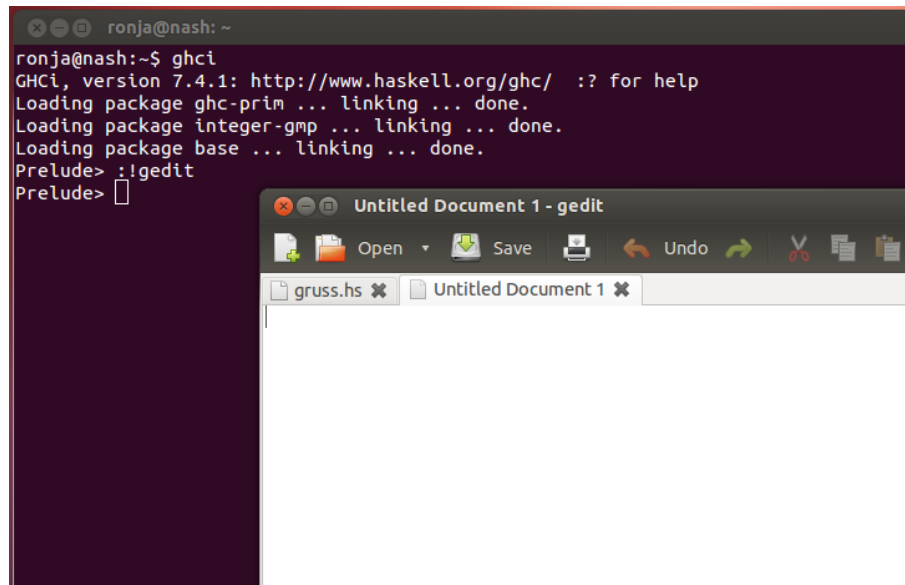 ronja@nash: ~
ronja@nash:~$ ghci
GHCi, version 7.4.1: http://www.haskell.org/ghc/  :? for help
Loading package ghc-prim ... linking ... done.
Loading package integer-gmp ... linking ... done.
Loading package base ... linking ... done.
Prelude> :!gedit
Prelude>
Untitled Document 1 - gedit
Open Save Undo
gruss.hs Untitled Document 1